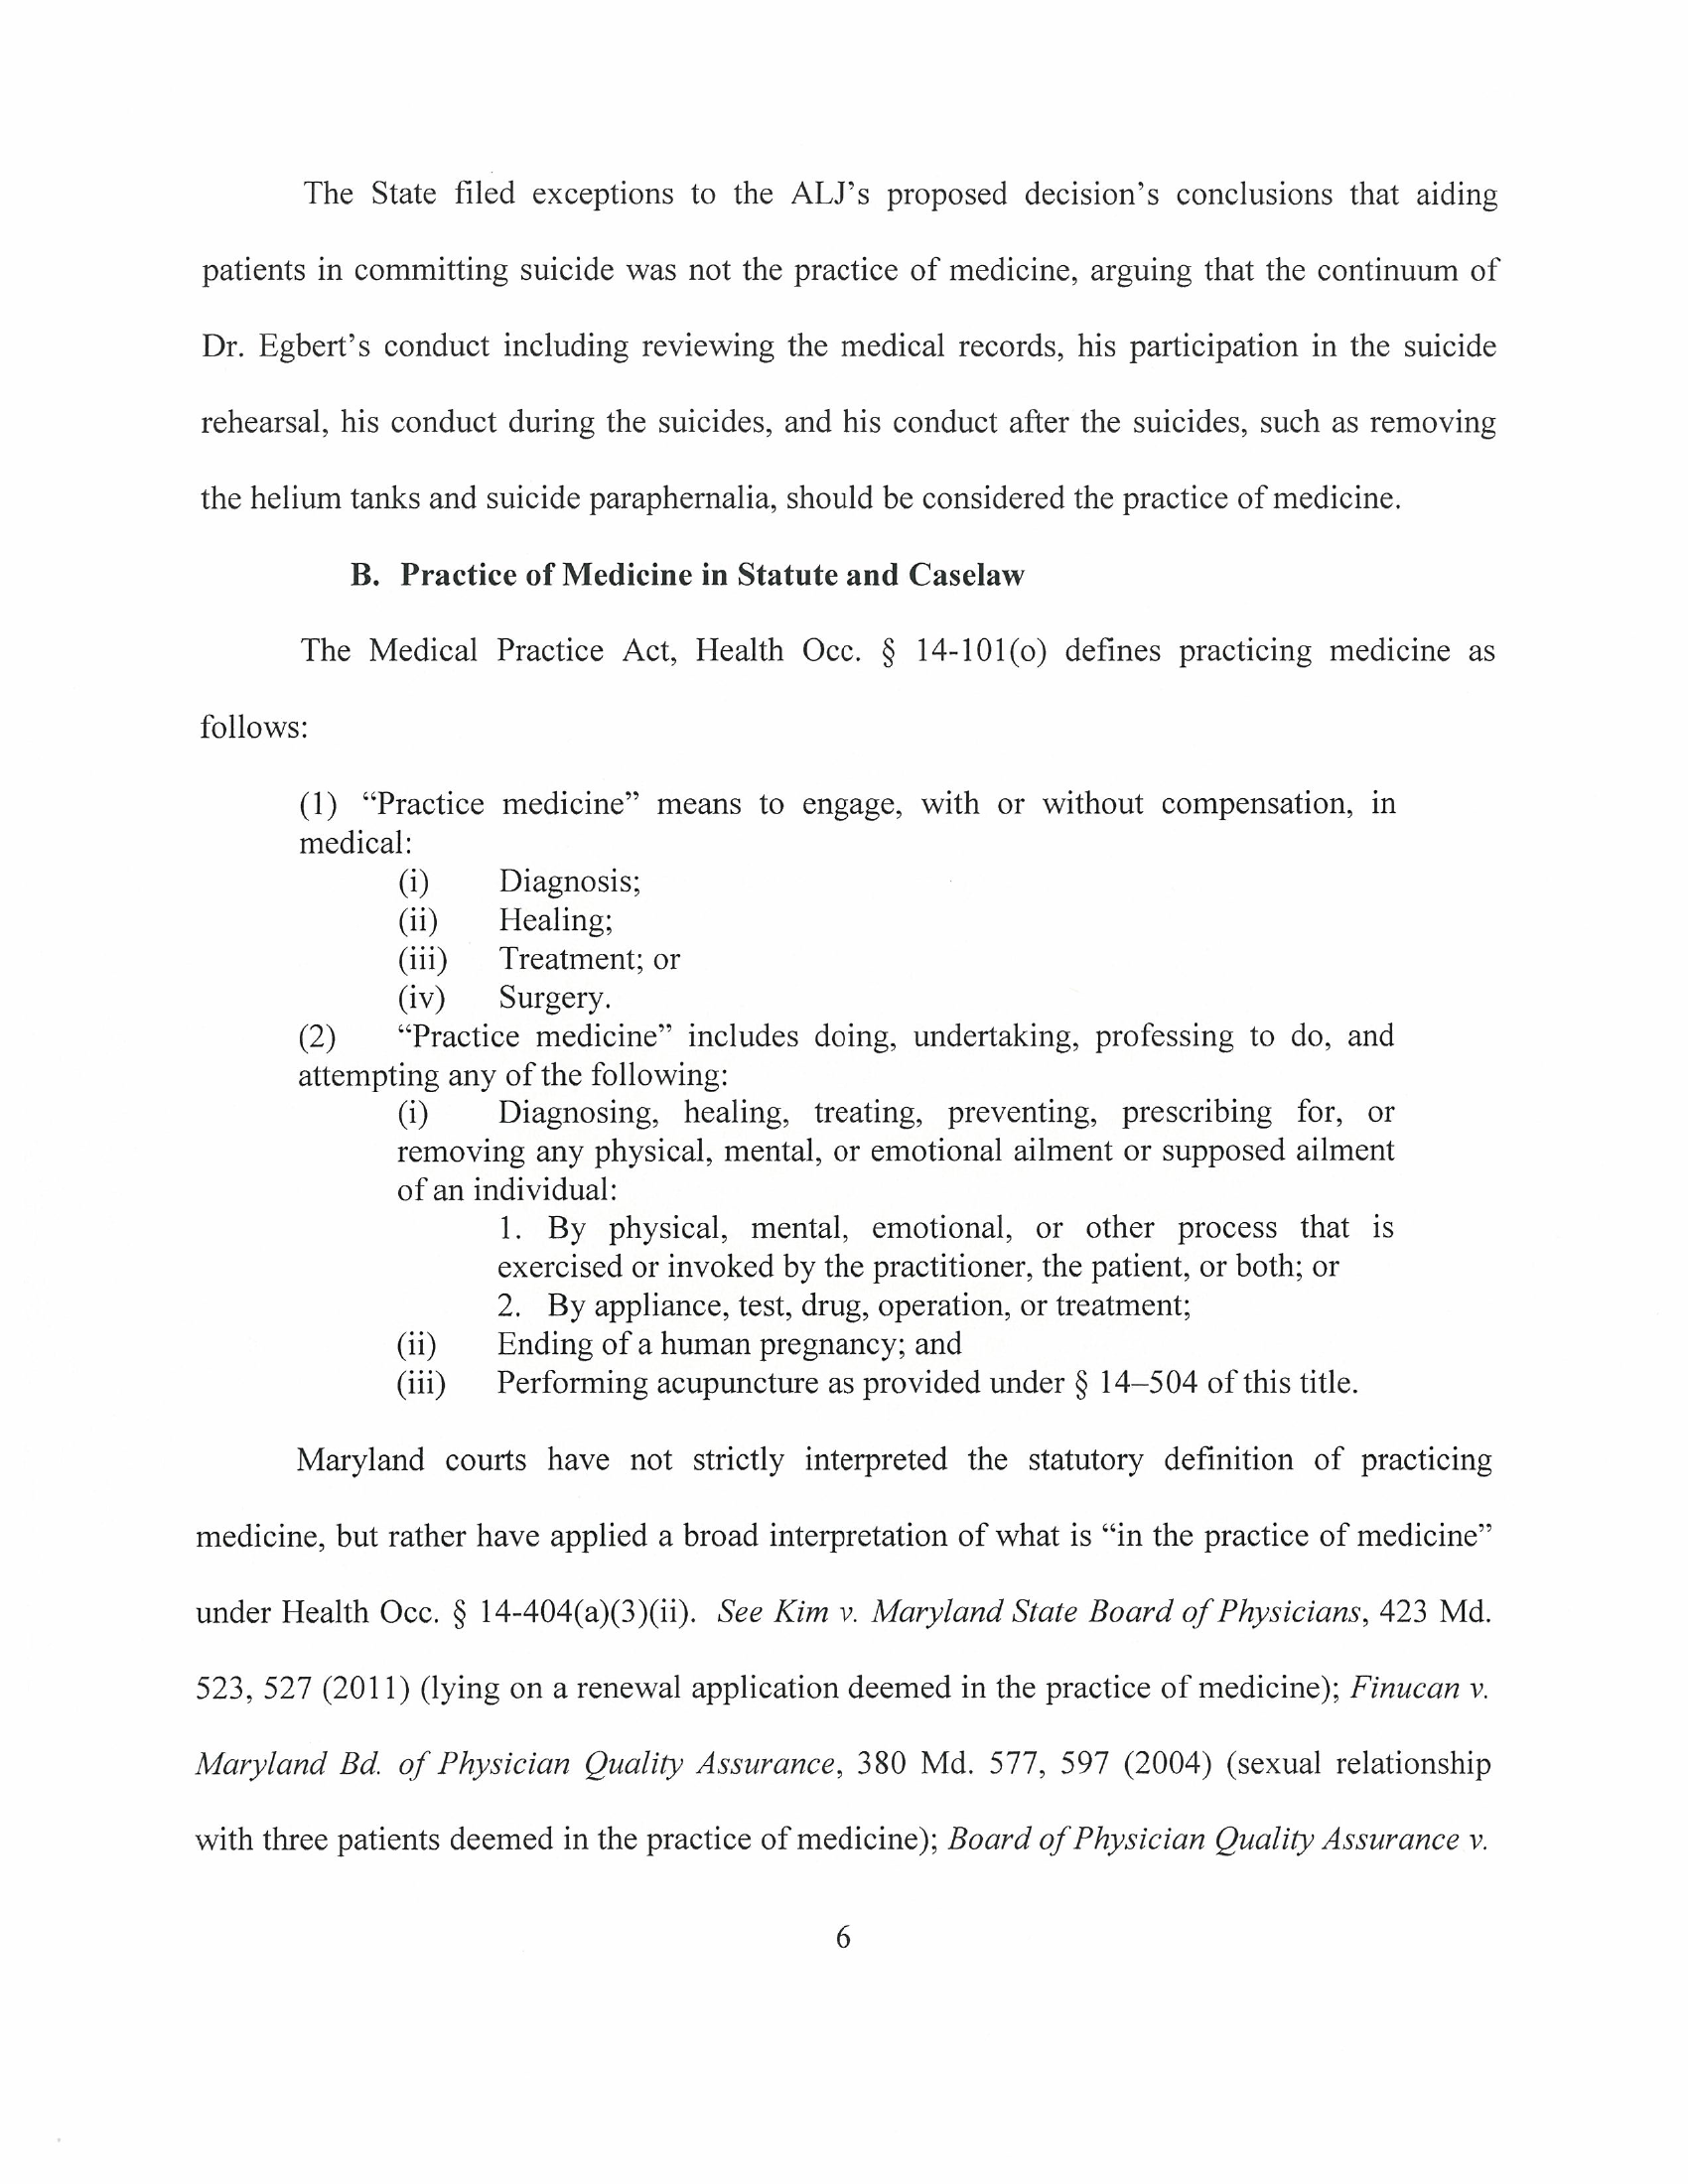 The State filed exceptions to the ALJ's proposed decision's conclusions that aiding
patients in committing suicide was not the practice of medicine, arguing that the continuum of
Dr. Egbert's conduct including reviewing the medical records, his participation in the suicide
rehearsal, his conduct during the suicides, and his conduct after the suicides, such as removing
the helium tanks and suicide paraphernalia, should be considered the practice of medicine.
B. Practice of Medicine in Statute and Caselaw
The Medical Practice Act, Health Occ. § 14-101(o) defines practicing medicine as
follows:
(1) “Practice medicine” means to engage, with or without compensation, in
medical:
(i) Diagnosis;
(ii) Healing;
(iii) Treatment; or
(iv) Surgery.
(2) “Practice medicine” includes doing, undertaking, professing to do, and
attempting any of the following:
(i) Diagnosing, healing, treating, preventing, prescribing for, or
removing any physical, mental, or emotional ailment or supposed ailment
of an individual:
1. By physical, mental, emotional, or other process that is
exercised or invoked by the practitioner, the patient, or both; or
2. By appliance, test, drug, operation, or treatment;
(ii) Ending of a human pregnancy; and
(iii) Performing acupuncture as provided under § 14–504 of this title.
Maryland courts have not strictly interpreted the statutory definition of practicing
medicine, but rather have applied a broad interpretation of what is “in the practice of medicine”
under Health Occ. § 14-404(a)(3)(ii). See Kim v. Maryland State Board of Physicians, 423 Md.
523, 527 (2011) (lying on a renewal application deemed in the practice of medicine); Finucan v.
Maryland Bd. of Physician Quality Assurance, 380 Md. 577, 597 (2004) (sexual relationship
with three patients deemed in the practice of medicine); Board of Physician Quality Assurance v.
6